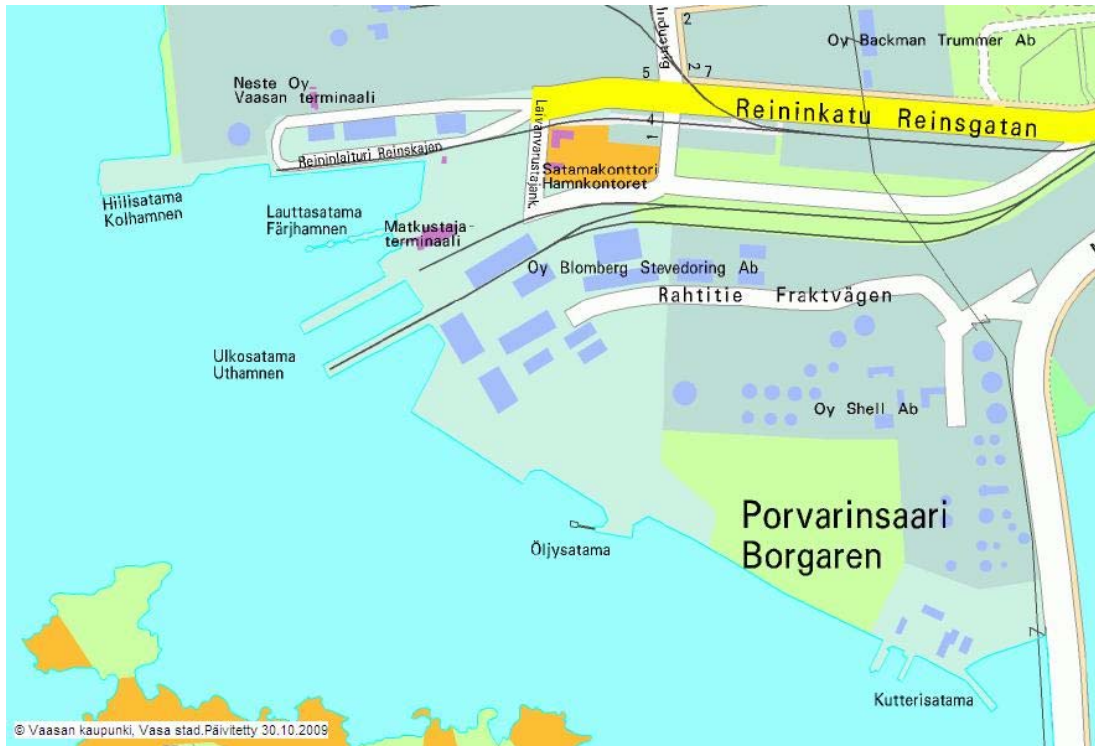 2
Oy Backman Trummer Ab
5
2
7
Neste Oy
Vaasan terminaali
Reininkatu Reinsgatan
4
1
Reininlaituri Reinskajen
Laivanvarustajank.
Satamakonttori
Hamnkontoret
Hiilisatama
Kolhamnen
Lauttasatama
Färjhamnen
Matkustaja-
terminaali
Oy Blomberg Stevedoring Ab
Rahtitie Fraktvägen
Ulkosatama
Uthamnen
Oy Shell Ab
Porvarinsaari
Borgaren
Öljysatama
Kutterisatama
© Vaasan kaupunki, Vasa stad.Päivitetty 30.10.2009